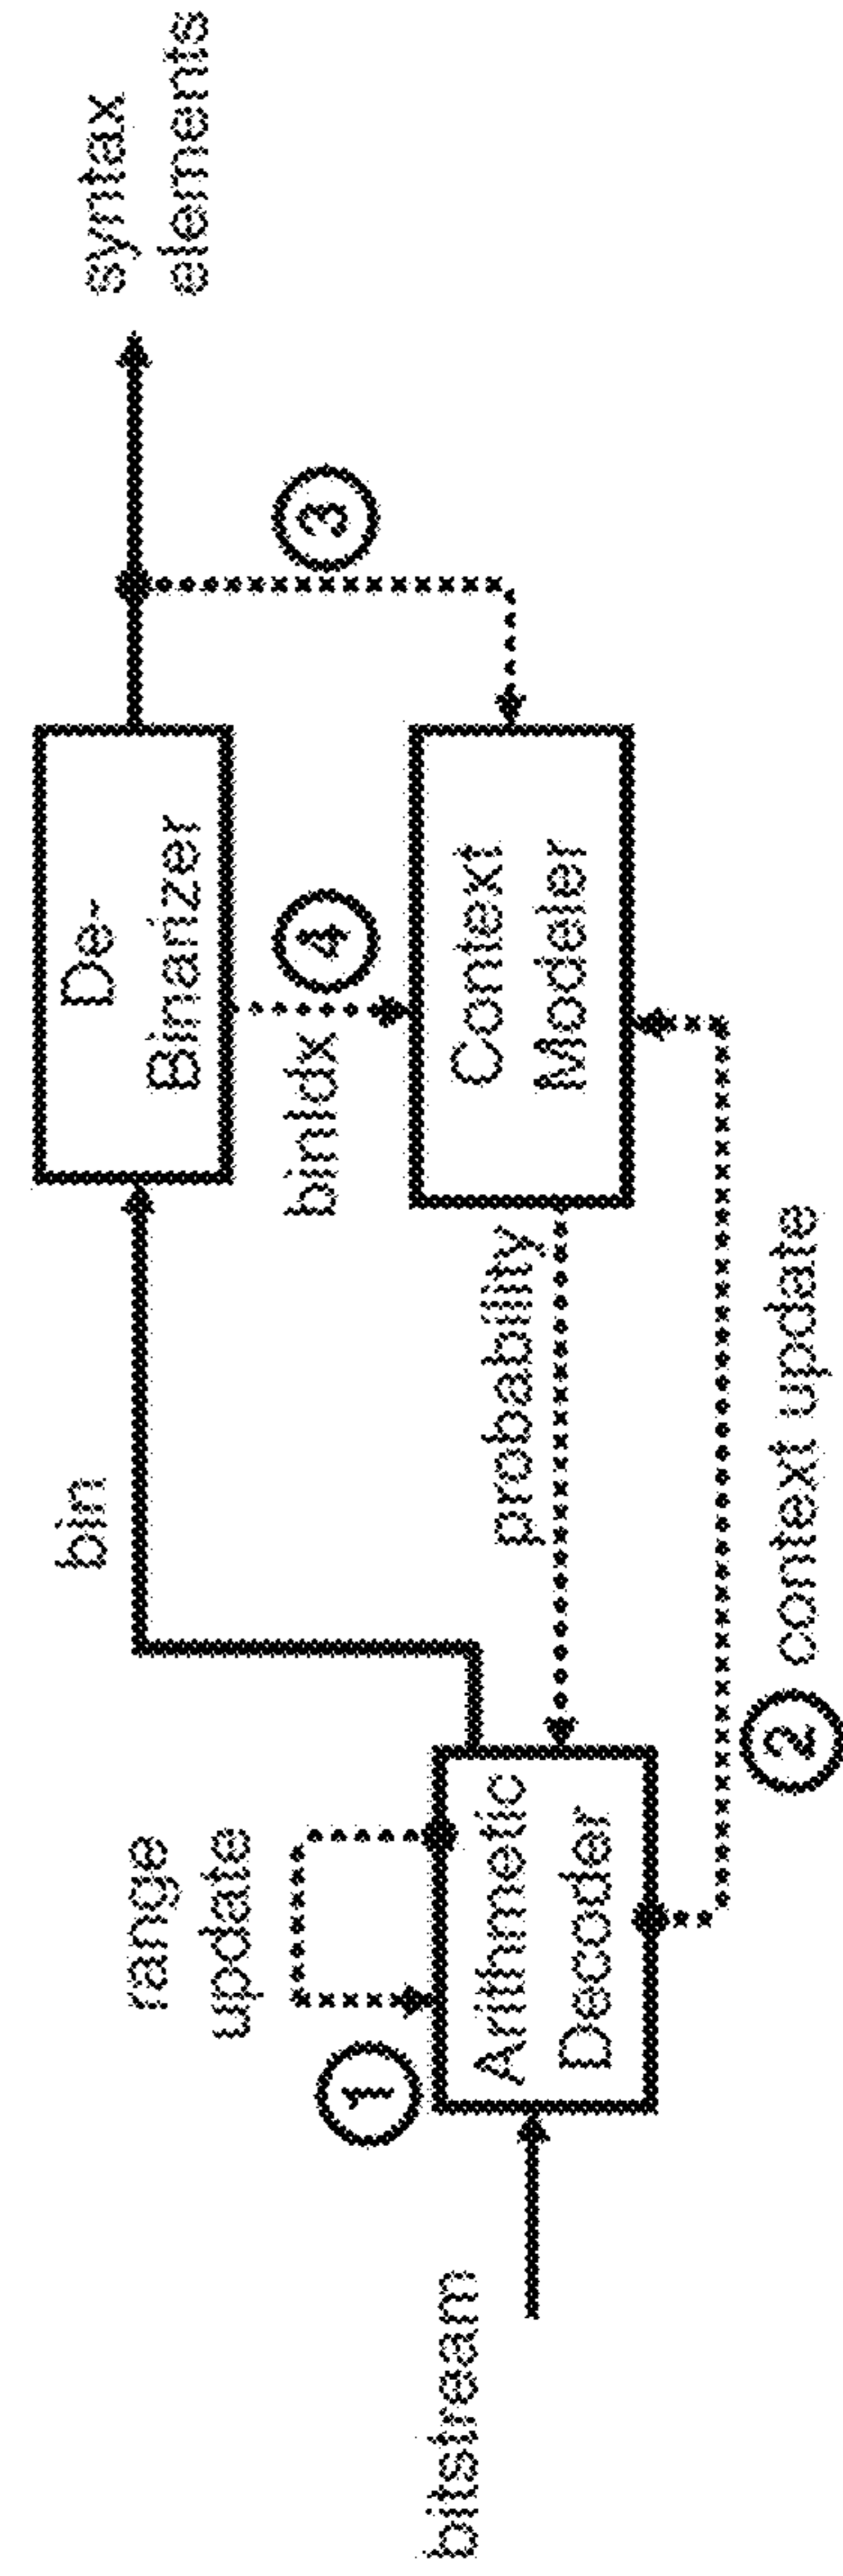 bitstream
1
range
update
Arithmetic
Decoder
bin
probability
2
context update
De-
Binarizer
binIdx
4
Context
Modeler
3
syntax
elements